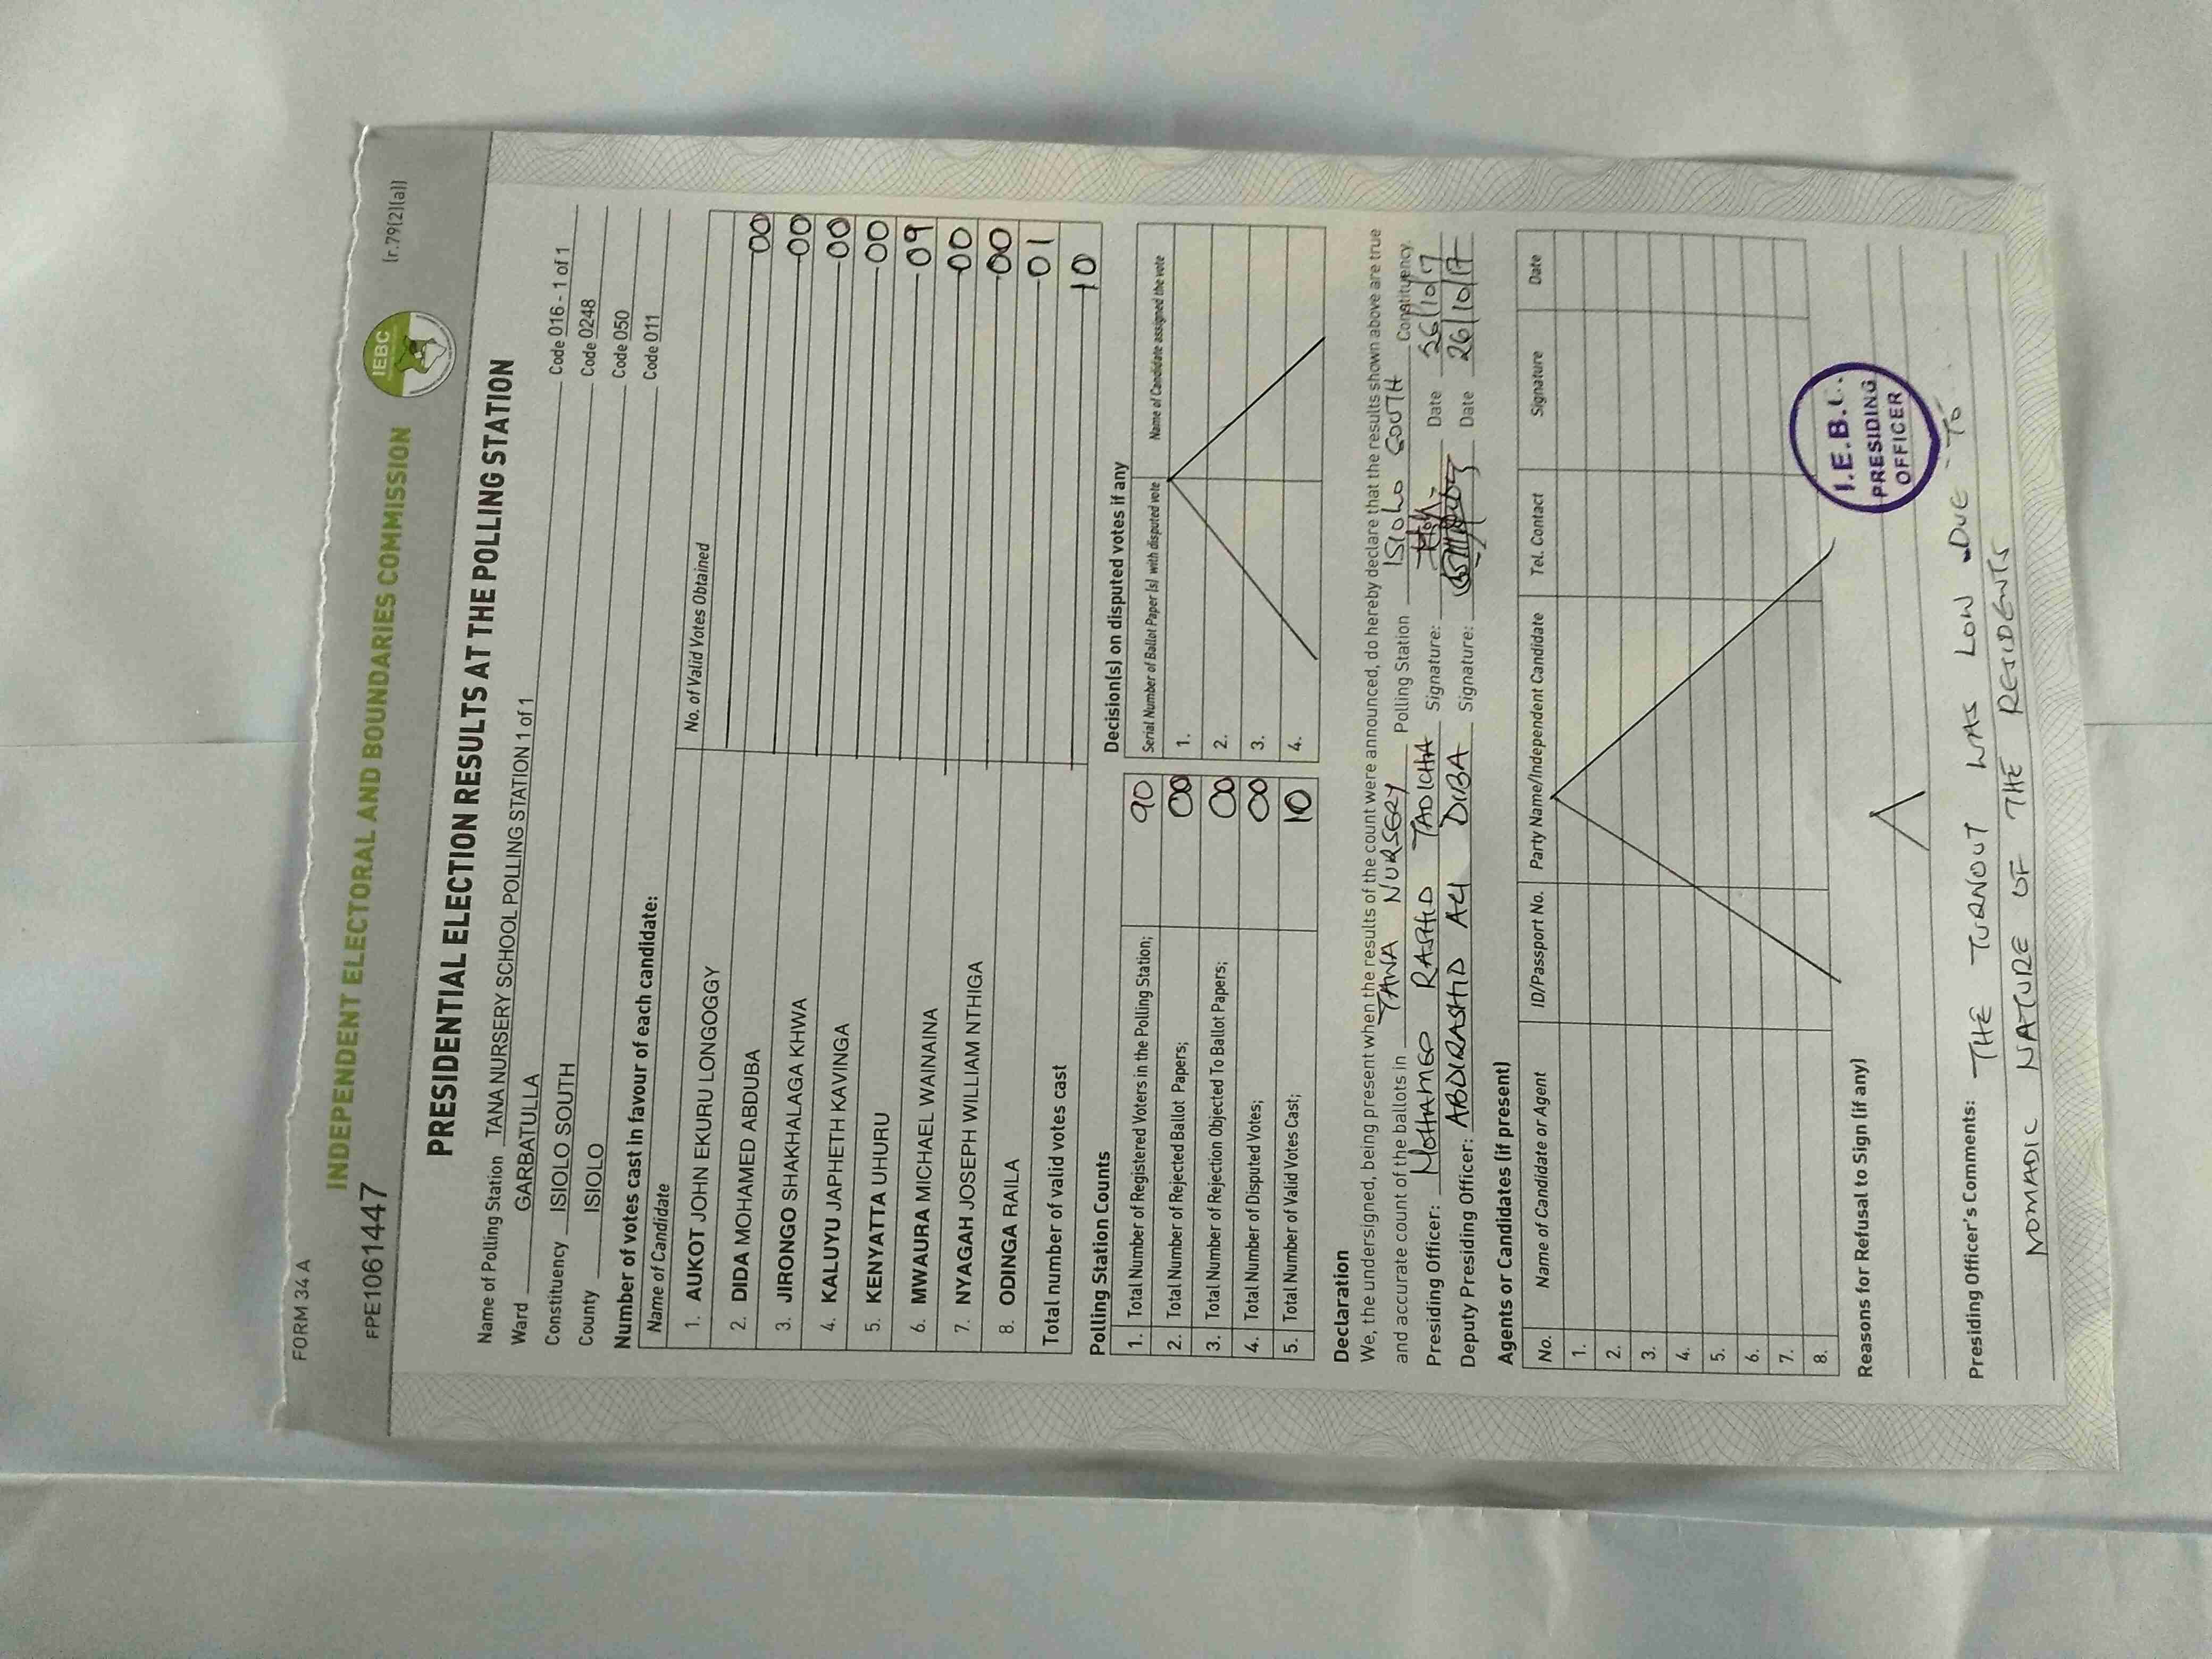 FORM 34 A
INDEPENDENT ELECTORAL AND BOUNDARIES COMMISSION
IEBC
(r.79(2)(a))
FPE1061447
PRESIDENTIAL ELECTION RESULTS AT THE POLLING STATION
Name of Polling Station TANA NURSERY SCHOOL POLLING STATION 1 of 1 Code 016 - 1 of 1
Ward GARBATULLA Code 0248
Constituency ISIOLO SOUTH Code 050
County ISIOLO Code 011
Number of votes cast in favour of each candidate:
Name of Candidate No. of Valid Votes Obtained
1. AUKOT JOHN EKURU LONGOGGY 00
2. DIDA MOHAMED ABDUBA 00
3. JIRONGO SHAKHALAGA KHWA 00
4. KALUYU JAPHETH KAVINGA 00
5. KENYATTA UHURU 09
6. MWAURA MICHAEL WAINAINA 00
7. NYAGAH JOSEPH WILLIAM NTHIGA 00
8. ODINGA RAILA 01
Total number of valid votes cast 10
Polling Station Counts
1. Total Number of Registered Voters in the Polling Station; 90
2. Total Number of Rejected Ballot Papers; 00
3. Total Number of Rejection Objected To Ballot Papers; 00
4. Total Number of Disputed Votes; 00
5. Total Number of Valid Votes Cast; 10
Decision(s) on disputed votes if any
Serial Number of Ballot Paper (s) with disputed vote Name of Candidate assigned the vote
1.
2.
3.
4.
Declaration
We, the undersigned, being present when the results of the count were announced, do hereby declare that the results shown above are true
and accurate count of the ballots in TANA NURSERY Polling Station ISIOLO SOUTH Constituency.
Presiding Officer: MOHAMED RASHID TADICHA Signature: Date 26/10/17
Deputy Presiding Officer: ABDIRASHID ALI DIBA Signature: Date 26/10/17
Agents or Candidates (if present)
No. Name of Candidate or Agent ID/Passport No. Party Name/Independent Candidate Tel. Contact Signature Date
1.
2.
3.
4.
5.
6.
7.
8.
Reasons for Refusal to Sign (if any)
I.E.B.C.
PRESIDING
OFFICER
Presiding Officer's Comments: THE TURNOUT WAS LOW DUE TO
NOMADIC NATURE OF THE RESIDENTS